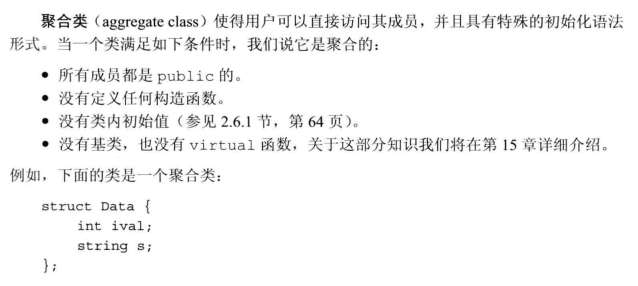 聚合类（aggregate class）使得用户可以直接访问其成员，并且具有特殊的初始化语法
形式。当一个类满足如下条件时，我们说它是聚合的：
● 所有成员都是 public 的。
● 没有定义任何构造函数。
● 没有类内初始值（参见 2.6.1 节，第 64 页）。
● 没有基类，也没有 virtual 函数，关于这部分知识我们将在第 15 章详细介绍。
例如，下面的类是一个聚合类：
struct Data {
int ival;
string s;
};